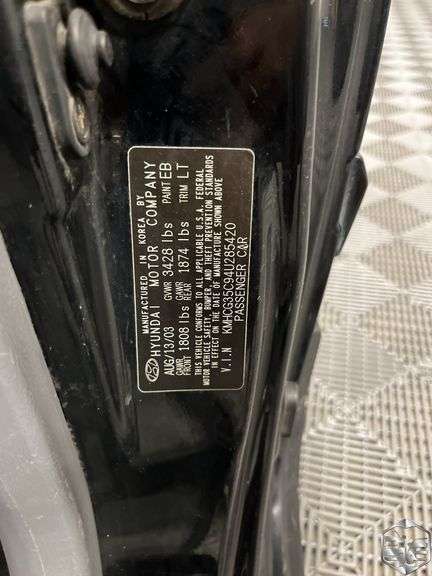 MANUFACTURED IN KOREA BY
HYUNDAI MOTOR COMPANY
AUG/13/03 GVWR 3428 lbs PAINT EB
GAWR FRONT 1808 lbs GAWR REAR 1874 lbs TRIM LT
THIS VEHICLE CONFORMS TO ALL APPLICABLE U.S.A. FEDERAL
MOTOR VEHICLE SAFETY, BUMPER, AND THEFT PREVENTION STANDARDS
IN EFFECT ON THE DATE OF MANUFACTURE SHOWN ABOVE
V.I.N KMHCG35C94U285420
PASSENGER CAR